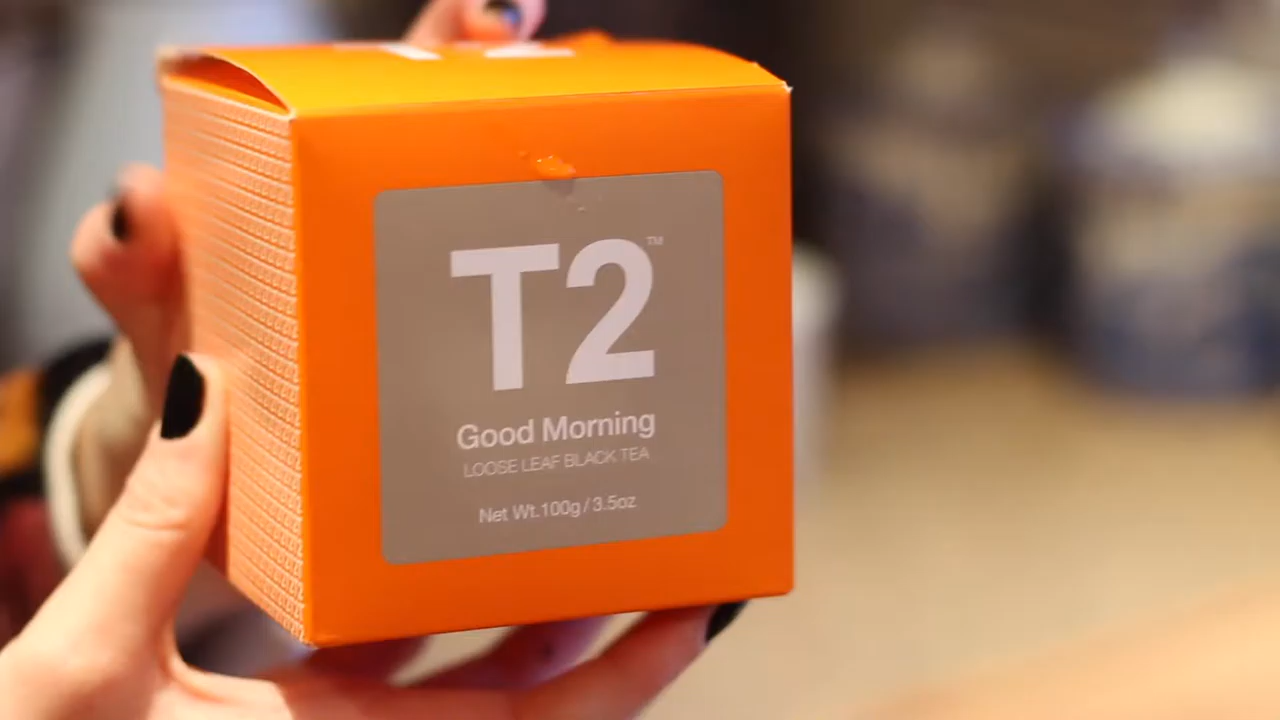 T2™
Good Morning
LOOSE LEAF BLACK TEA
Net Wt.100g / 3.5oz